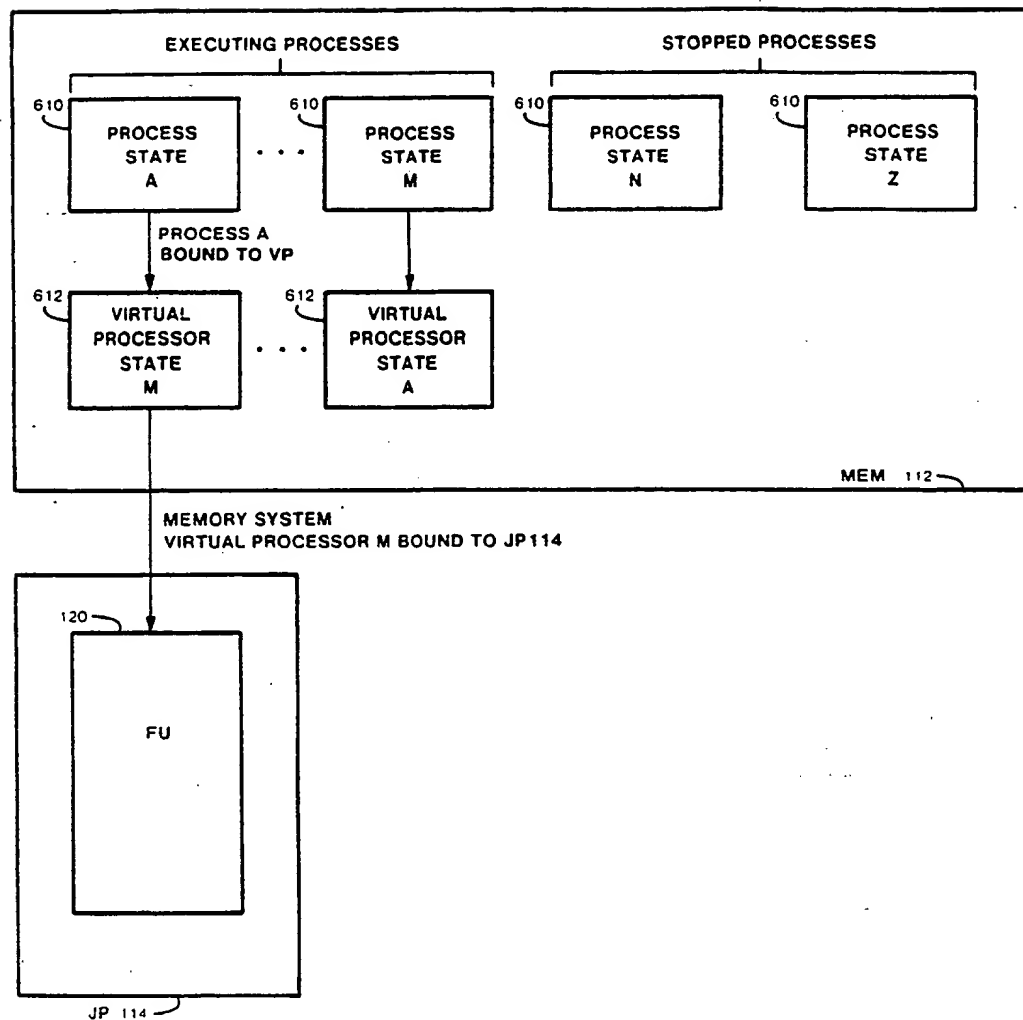 EXECUTING PROCESSES
STOPPED PROCESSES
610
PROCESS
STATE
A
610
PROCESS
STATE
M
610
PROCESS
STATE
N
610
PROCESS
STATE
Z
PROCESS A
BOUND TO VP
612
VIRTUAL
PROCESSOR
STATE
M
612
VIRTUAL
PROCESSOR
STATE
A
MEM 112
MEMORY SYSTEM
VIRTUAL PROCESSOR M BOUND TO JP114
120
FU
JP 114